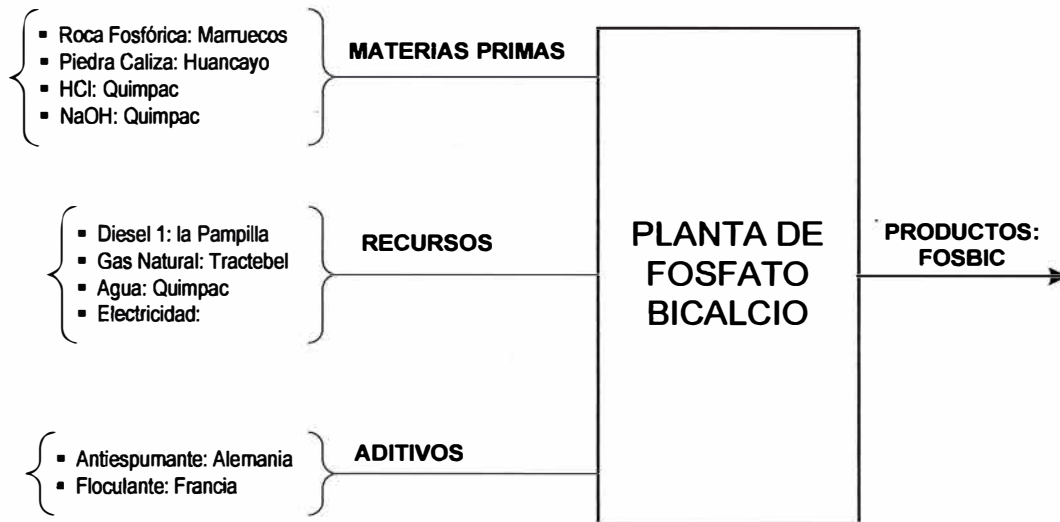 ▪ Roca Fosfórica: Marruecos
▪ Piedra Caliza: Huancayo
▪ HCl: Quimpac
▪ NaOH: Quimpac
MATERIAS PRIMAS
▪ Diesel 1: la Pampilla
▪ Gas Natural: Tractebel
▪ Agua: Quimpac
▪ Electricidad:
RECURSOS
▪ Antiespumante: Alemania
▪ Floculante: Francia
ADITIVOS
PLANTA DE
FOSFATO
BICALCIO
PRODUCTOS:
FOSBIC